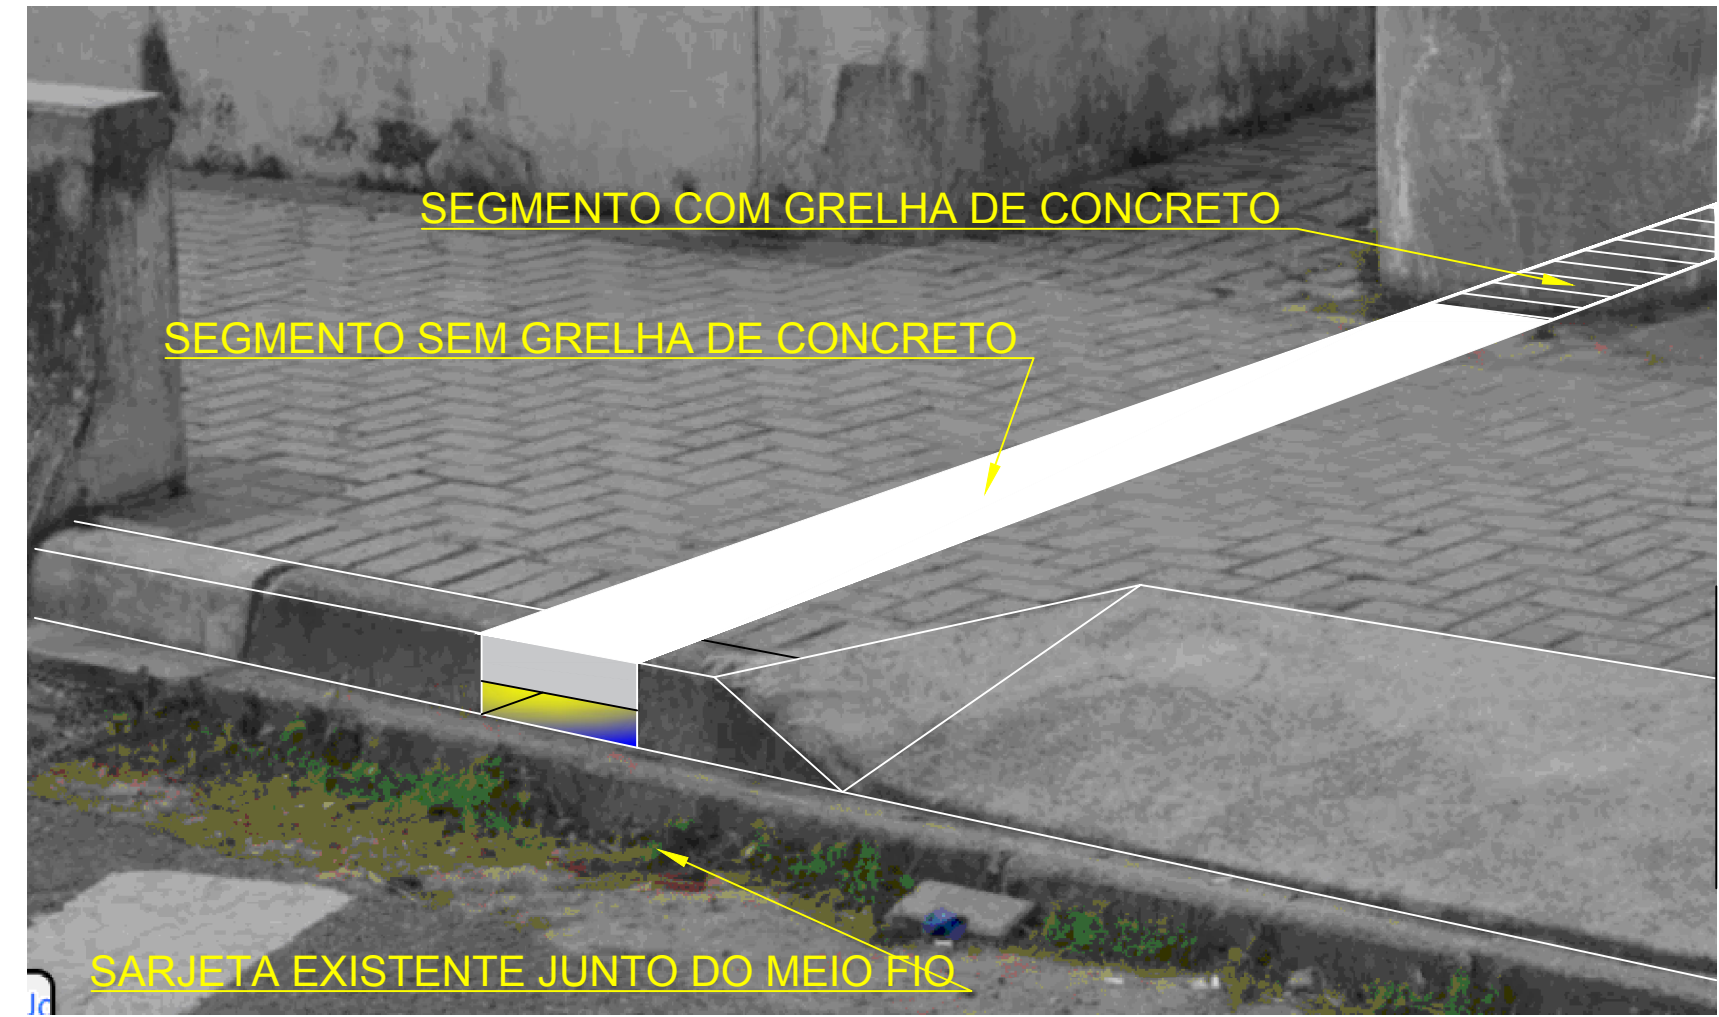 SEGMENTO COM GRELHA DE CONCRETO
SEGMENTO SEM GRELHA DE CONCRETO
SARJETA EXISTENTE JUNTO DO MEIO FIO